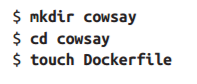 $ mkdir cowsay
$ cd cowsay
$ touch Dockerfile